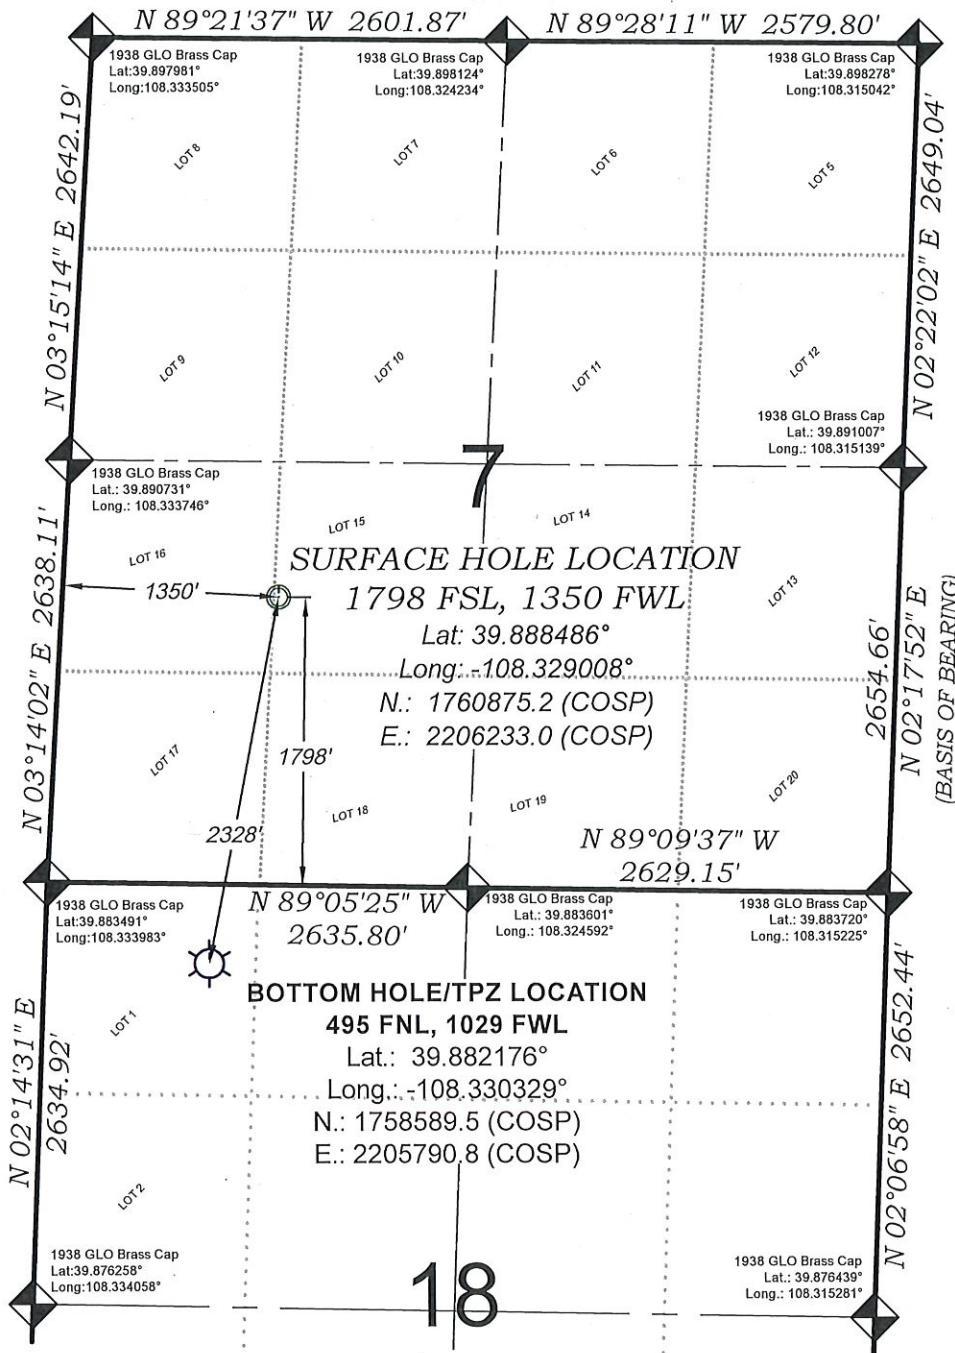 N 89°21'37" W 2601.87'
N 89°28'11" W 2579.80'
1938 GLO Brass Cap
Lat:39.897981°
Long:108.333505°
1938 GLO Brass Cap
Lat:39.898124°
Long:108.324234°
1938 GLO Brass Cap
Lat:39.898278°
Long:108.315042°
N 03°15'14" E 2642.19'
N 02°22'02" E 2649.04'
LOT 8
LOT 7
LOT 6
LOT 5
LOT 9
LOT 10
LOT 11
LOT 12
1938 GLO Brass Cap
Lat.: 39.891007°
Long.: 108.315139°
7
1938 GLO Brass Cap
Lat.: 39.890731°
Long.: 108.333746°
LOT 16
LOT 15
LOT 14
LOT 13
SURFACE HOLE LOCATION
1798 FSL, 1350 FWL
Lat: 39.888486°
Long: -108.329008°
N.: 1760875.2 (COSP)
E.: 2206233.0 (COSP)
1350'
N 03°14'02" E 2638.11'
2654.66'
N 02°17'52" E
(BASIS OF BEARING)
1798'
2328'
LOT 17
LOT 18
LOT 19
LOT 20
N 89°09'37" W
2629.15'
1938 GLO Brass Cap
Lat:39.883491°
Long:108.333983°
N 89°05'25" W
2635.80'
1938 GLO Brass Cap
Lat.: 39.883601°
Long.: 108.324592°
1938 GLO Brass Cap
Lat.: 39.883720°
Long.: 108.315225°
BOTTOM HOLE/TPZ LOCATION
495 FNL, 1029 FWL
Lat.: 39.882176°
Long.: -108.330329°
N.: 1758589.5 (COSP)
E.: 2205790.8 (COSP)
N 02°14'31" E
2634.92'
N 02°06'58" E 2652.44'
LOT 1
LOT 2
1938 GLO Brass Cap
Lat:39.876258°
Long:108.334058°
18
1938 GLO Brass Cap
Lat.: 39.876439°
Long.: 108.315281°